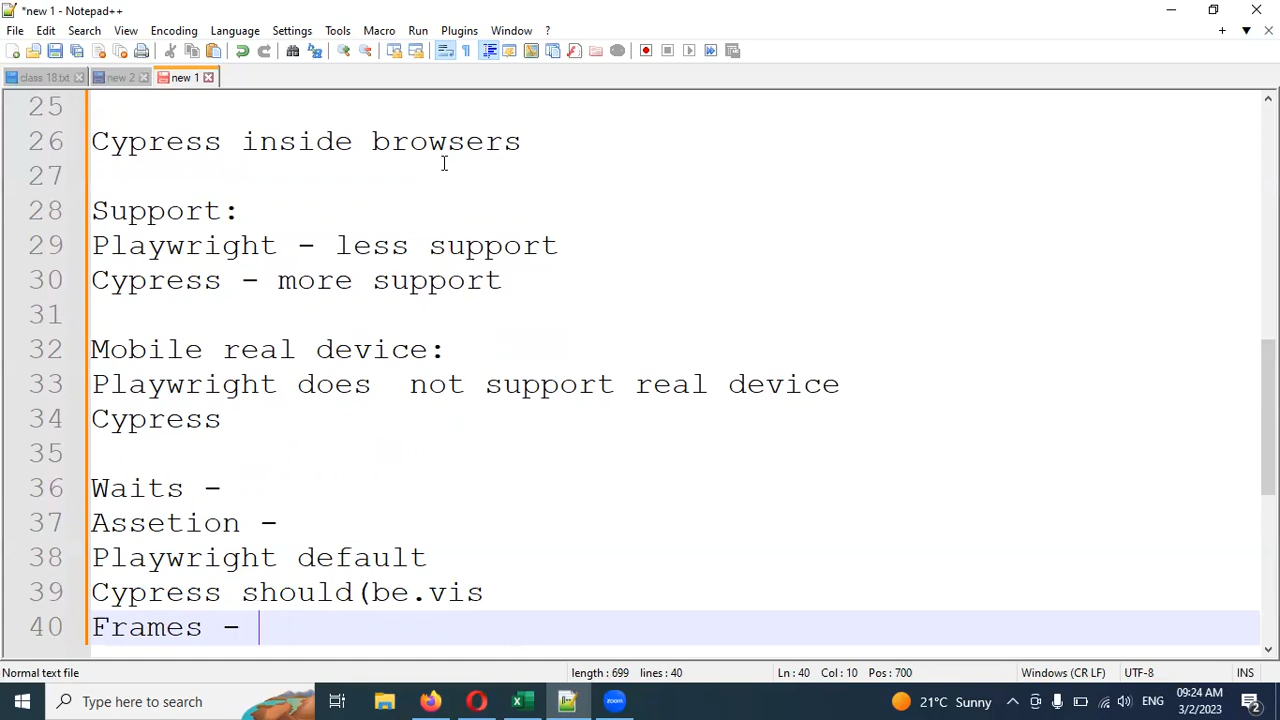 *new 1 - Notepad++
File Edit Search View Encoding Language Settings Tools Macro Run Plugins Window ?
class 18.txt new 2 new 1
25
26 Cypress inside browsers
27
28 Support:
29 Playwright - less support
30 Cypress - more support
31
32 Mobile real device:
33 Playwright does  not support real device
34 Cypress
35
36 Waits -
37 Assetion -
38 Playwright default
39 Cypress should(be.vis
40 Frames -
Normal text file length : 699 lines : 40 Ln : 40 Col : 10 Pos : 700 Windows (CR LF) UTF-8 INS
Type here to search zoom 21°C Sunny ENG 09:24 AM 3/2/2023 2